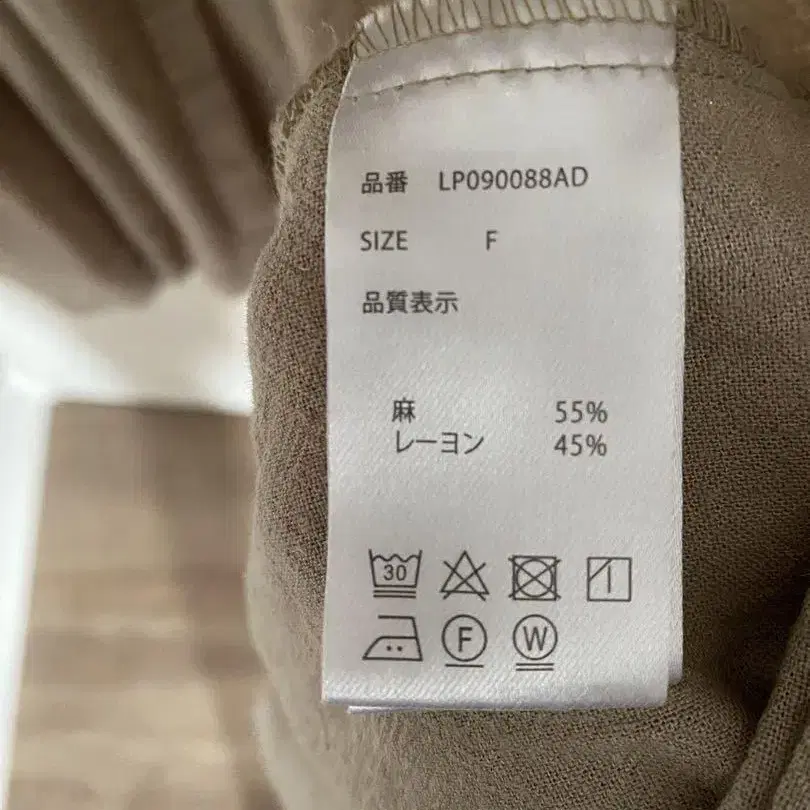 品番 LP090088AD
SIZE F
品質表示
麻 55%
レーヨン 45%
30
F W